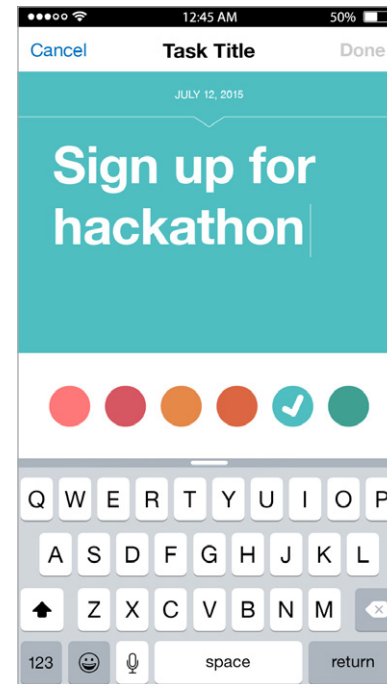 12:45 AM 50%
Cancel Task Title Done
JULY 12, 2015
Sign up for
hackathon
Q W E R T Y U I O P
A S D F G H J K L
Z X C V B N M
123 space return